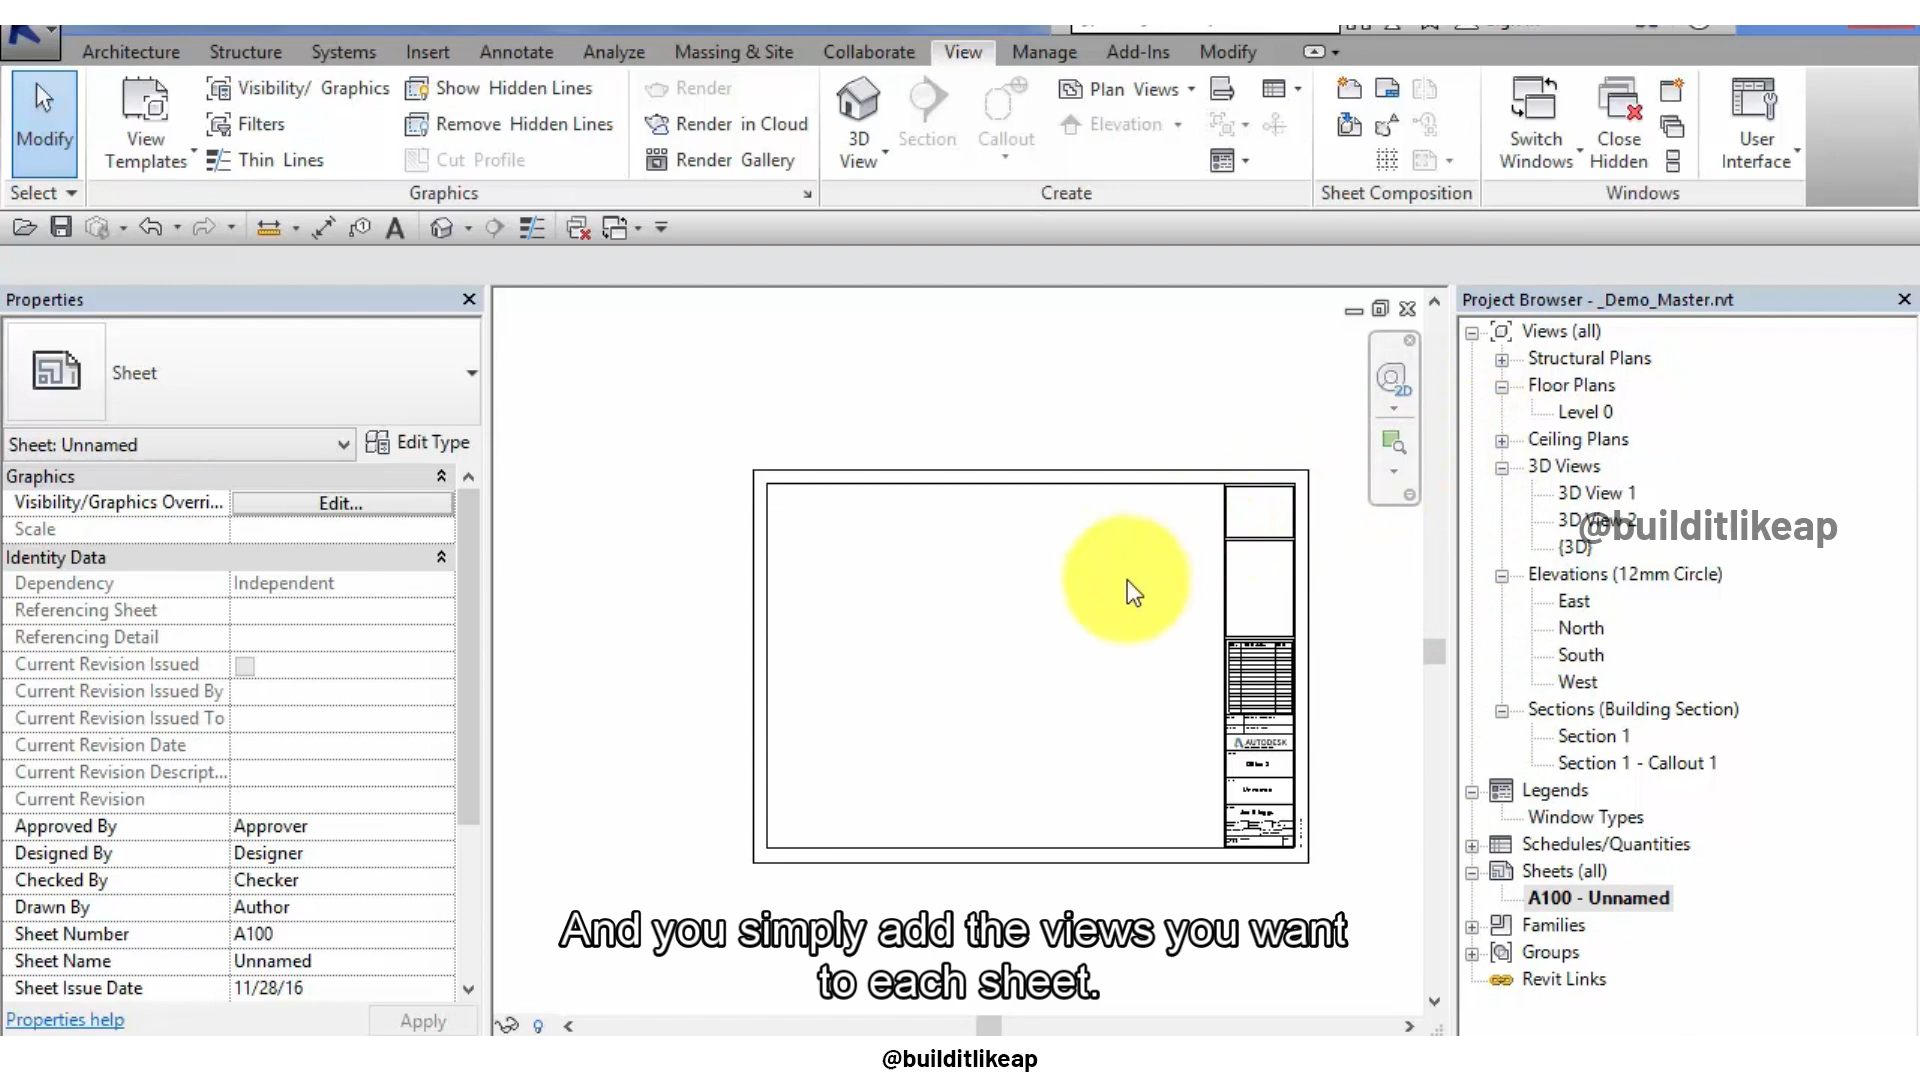 Architecture Structure Systems Insert Annotate Analyze Massing & Site Collaborate View Manage Add-Ins Modify
Modify
View Templates
Visibility/ Graphics
Filters
Thin Lines
Show Hidden Lines
Remove Hidden Lines
Cut Profile
Render
Render in Cloud
Render Gallery
3D View
Section
Callout
Plan Views
Elevation
Switch Windows
Close Hidden
User Interface
Select Graphics Create Sheet Composition Windows
Properties
Sheet
Sheet: Unnamed Edit Type
Graphics
Visibility/Graphics Overri... Edit...
Scale
Identity Data
Dependency Independent
Referencing Sheet
Referencing Detail
Current Revision Issued
Current Revision Issued By
Current Revision Issued To
Current Revision Date
Current Revision Descript...
Current Revision
Approved By Approver
Designed By Designer
Checked By Checker
Drawn By Author
Sheet Number A100
Sheet Name Unnamed
Sheet Issue Date 11/28/16
Properties help Apply
2D
AUTODESK
Project Browser - _Demo_Master.rvt
Views (all)
Structural Plans
Floor Plans
Level 0
Ceiling Plans
3D Views
3D View 1
3D View 2
{3D}
@builditlikeap
Elevations (12mm Circle)
East
North
South
West
Sections (Building Section)
Section 1
Section 1 - Callout 1
Legends
Window Types
Schedules/Quantities
Sheets (all)
A100 - Unnamed
Families
Groups
Revit Links
And you simply add the views you want
to each sheet.
@builditlikeap